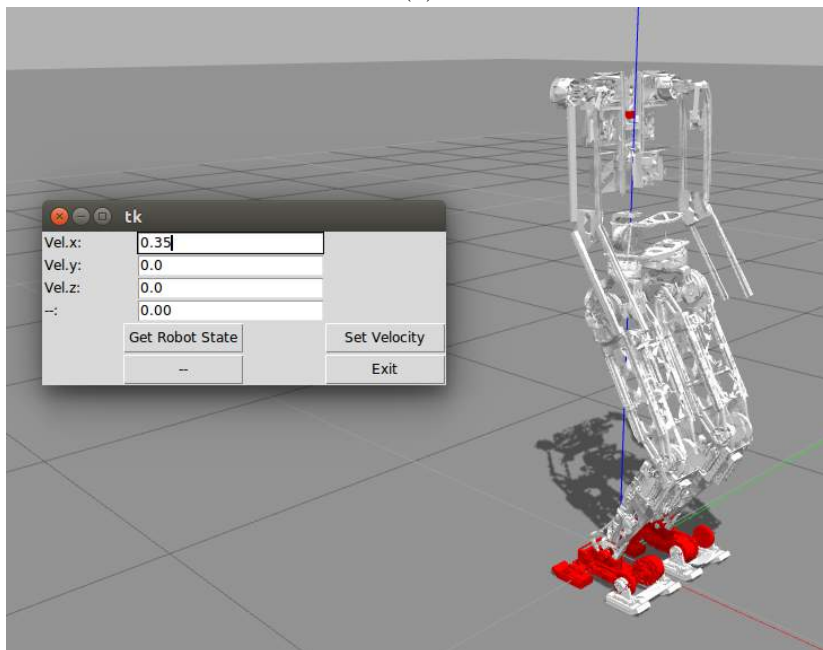 tk
Vel.x: 0.35
Vel.y: 0.0
Vel.z: 0.0
--: 0.00
Get Robot State Set Velocity
-- Exit